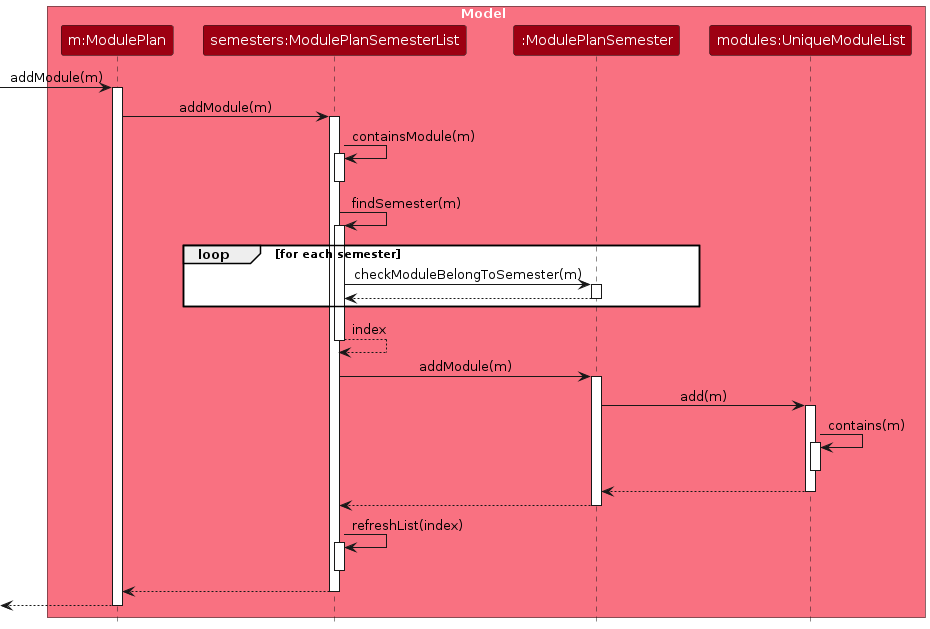 Model
m:ModulePlan
semesters:ModulePlanSemesterList
:ModulePlanSemester
modules:UniqueModuleList
addModule(m)
addModule(m)
containsModule(m)
findSemester(m)
loop
[for each semester]
checkModuleBelongToSemester(m)
index
addModule(m)
add(m)
contains(m)
refreshList(index)